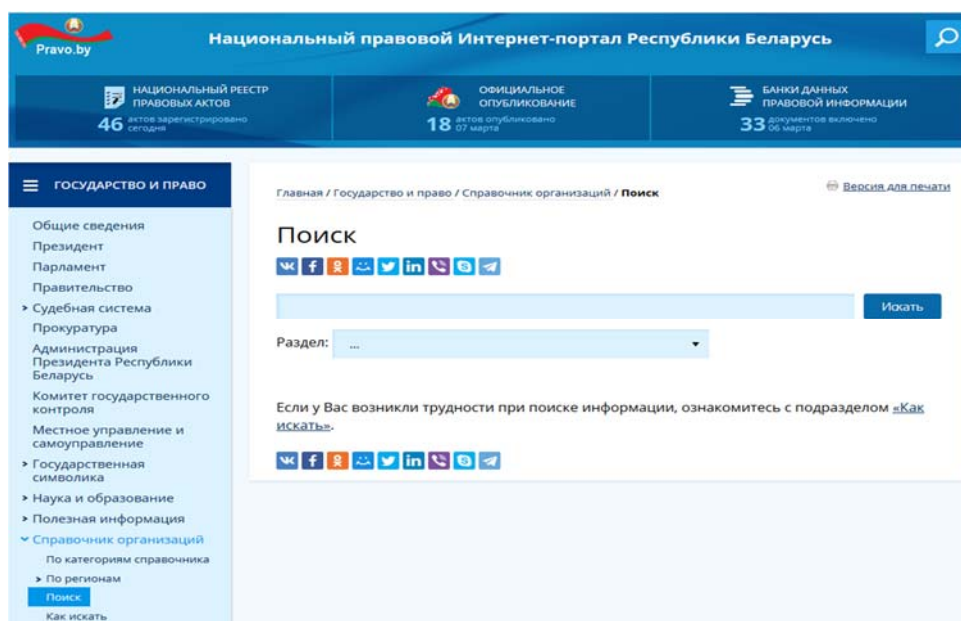 Pravo.by
Национальный правовой Интернет-портал Республики Беларусь
НАЦИОНАЛЬНЫЙ РЕЕСТР
ПРАВОВЫХ АКТОВ
46 актов зарегистрировано
сегодня
ОФИЦИАЛЬНОЕ
ОПУБЛИКОВАНИЕ
18 актов опубликовано
07 марта
БАНКИ ДАННЫХ
ПРАВОВОЙ ИНФОРМАЦИИ
33 документов включено
06 марта
ГОСУДАРСТВО И ПРАВО
Общие сведения
Президент
Парламент
Правительство
Судебная система
Прокуратура
Администрация
Президента Республики
Беларусь
Комитет государственного
контроля
Местное управление и
самоуправление
Государственная
символика
Наука и образование
Полезная информация
Справочник организаций
По категориям справочника
По регионам
Поиск
Как искать
Главная / Государство и право / Справочник организаций / Поиск
Версия для печати
Поиск
Искать
Раздел: ...
Если у Вас возникли трудности при поиске информации, ознакомитесь с подразделом «Как
искать».